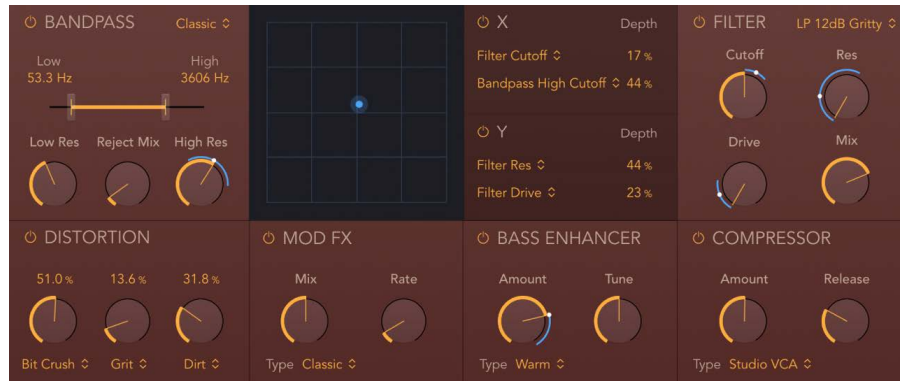 BANDPASS Classic
Low High
53.3 Hz 3606 Hz
Low Res Reject Mix High Res
X Depth
Filter Cutoff 17 %
Bandpass High Cutoff 44 %
Y Depth
Filter Res 44 %
Filter Drive 23 %
FILTER LP 12dB Gritty
Cutoff Res
Drive Mix
DISTORTION
51.0 % 13.6 % 31.8 %
Bit Crush Grit Dirt
MOD FX
Mix Rate
Type Classic
BASS ENHANCER
Amount Tune
Type Warm
COMPRESSOR
Amount Release
Type Studio VCA